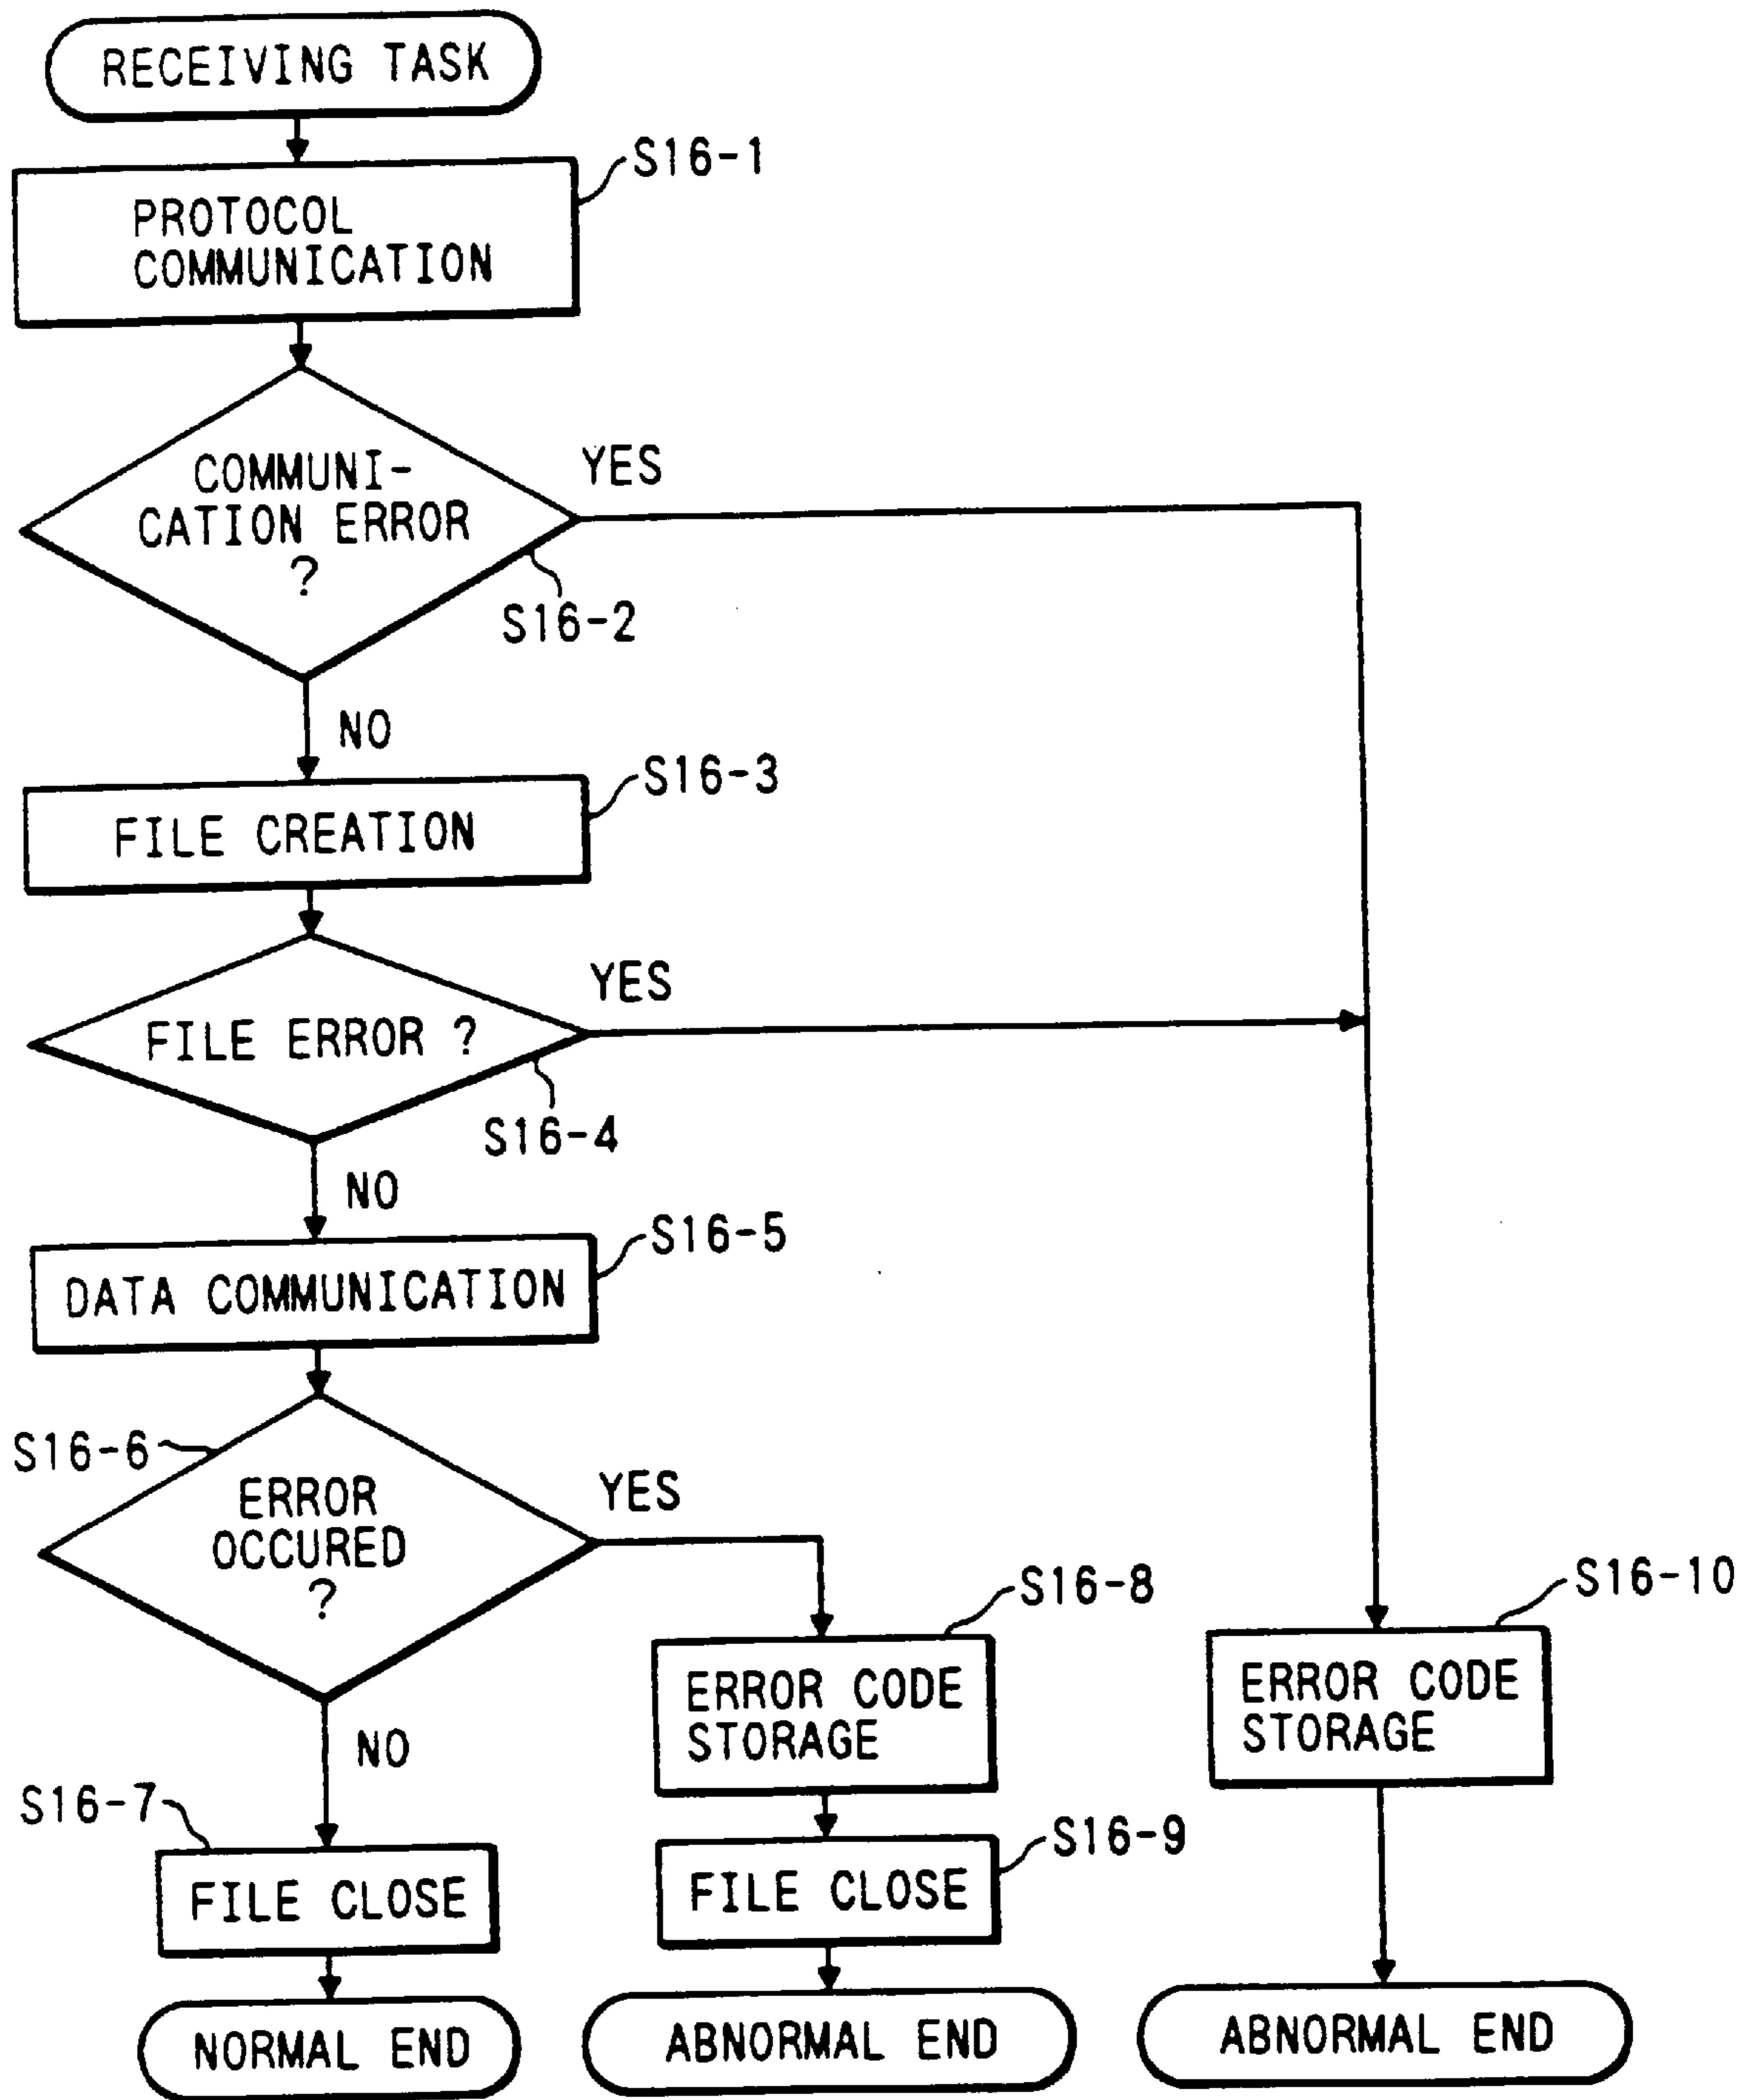 RECEIVING TASK
S16-1
PROTOCOL
COMMUNICATION
COMMUNI-
CATION ERROR
?
YES
S16-2
NO
S16-3
FILE CREATION
YES
FILE ERROR ?
S16-4
NO
S16-5
DATA COMMUNICATION
S16-6
ERROR
OCCURED
?
YES
NO
S16-8
ERROR CODE
STORAGE
S16-10
ERROR CODE
STORAGE
S16-7
FILE CLOSE
S16-9
FILE CLOSE
NORMAL END
ABNORMAL END
ABNORMAL END